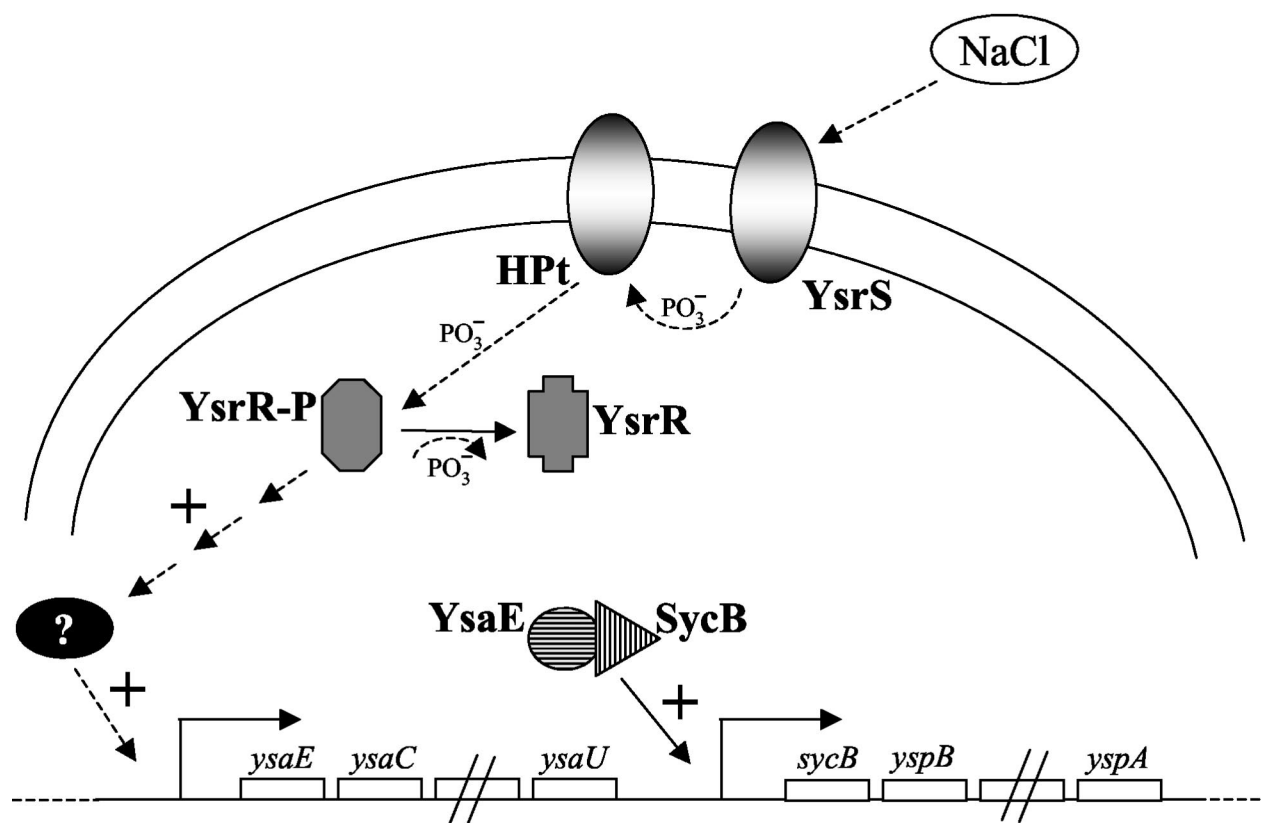 NaCl
HPt
YsrS
PO₃⁻
PO₃⁻
YsrR-P
YsrR
PO₃⁻
+
?
YsaE
SycB
+
+
ysaE
ysaC
ysaU
sycB
yspB
yspA